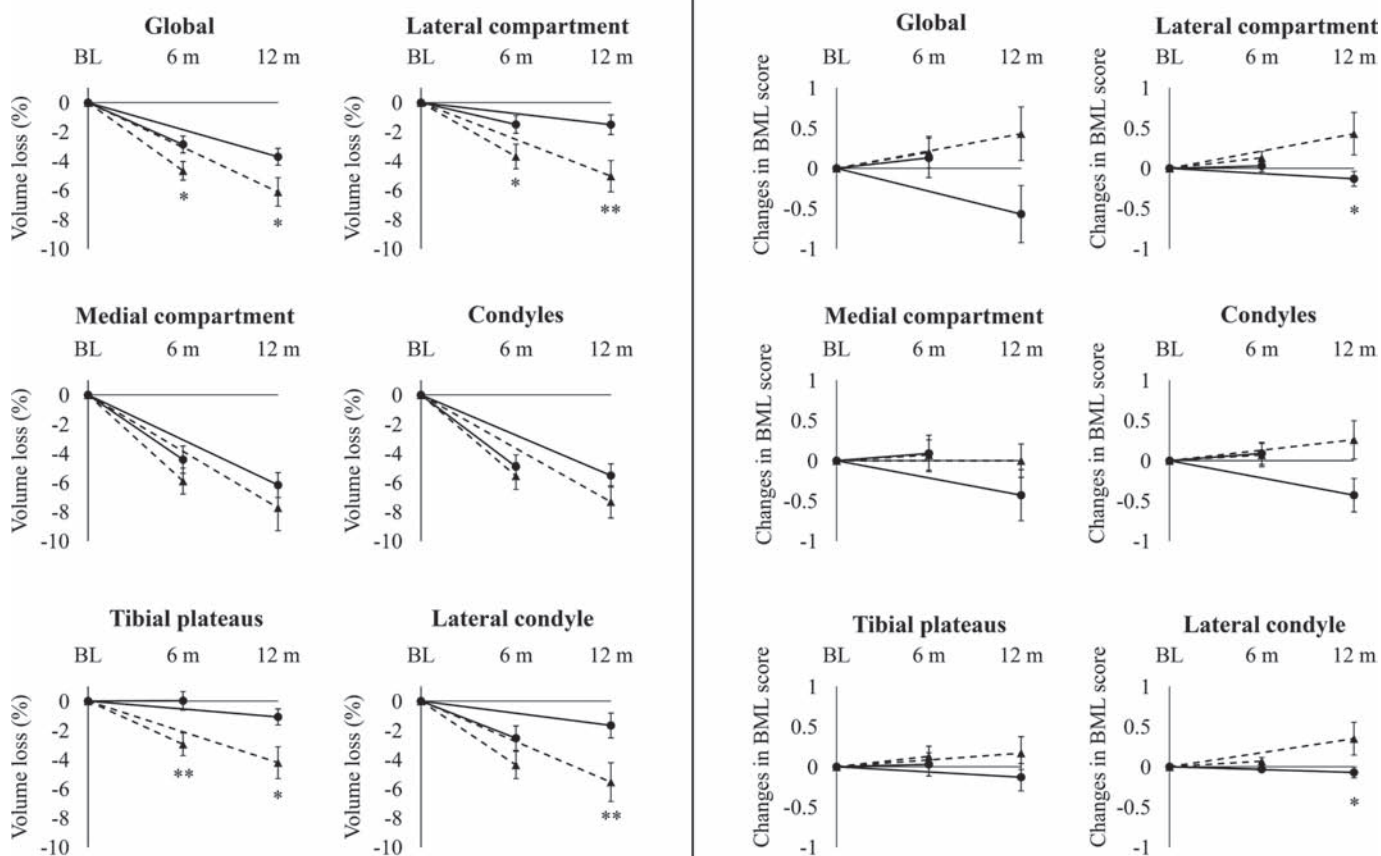 Global
BL 6 m 12 m
Volume loss (%)
0
-2
-4
-6
-8
-10
*
*
Lateral compartment
BL 6 m 12 m
Volume loss (%)
0
-2
-4
-6
-8
-10
*
**
Medial compartment
BL 6 m 12 m
Volume loss (%)
0
-2
-4
-6
-8
-10
Condyles
BL 6 m 12 m
Volume loss (%)
0
-2
-4
-6
-8
-10
Tibial plateaus
BL 6 m 12 m
Volume loss (%)
0
-2
-4
-6
-8
-10
**
*
Lateral condyle
BL 6 m 12 m
Volume loss (%)
0
-2
-4
-6
-8
-10
**
Global
BL 6 m 12 m
Changes in BML score
1
0.5
0
-0.5
-1
Lateral compartment
BL 6 m 12 m
Changes in BML score
1
0.5
0
-0.5
-1
*
Medial compartment
BL 6 m 12 m
Changes in BML score
1
0.5
0
-0.5
-1
Condyles
BL 6 m 12 m
Changes in BML score
1
0.5
0
-0.5
-1
Tibial plateaus
BL 6 m 12 m
Changes in BML score
1
0.5
0
-0.5
-1
Lateral condyle
BL 6 m 12 m
Changes in BML score
1
0.5
0
-0.5
-1
*